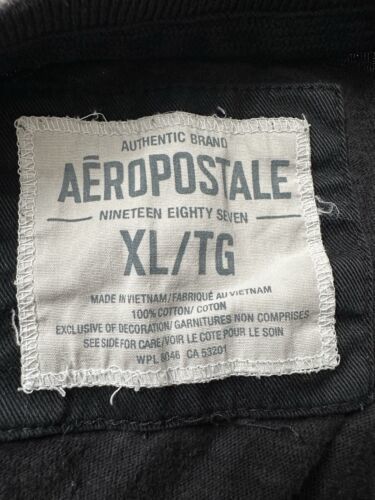 AUTHENTIC BRAND
AĒROPOSTALE
NINETEEN EIGHTY SEVEN
XL/TG
MADE IN VIETNAM/FABRIQUÉ AU VIETNAM
100% COTTON/ COTON
EXCLUSIVE OF DECORATION/GARNITURES NON COMPRISES
SEE SIDE FOR CARE/VOIR LE COTE POUR LE SOIN
WPL 8046 CA 53201